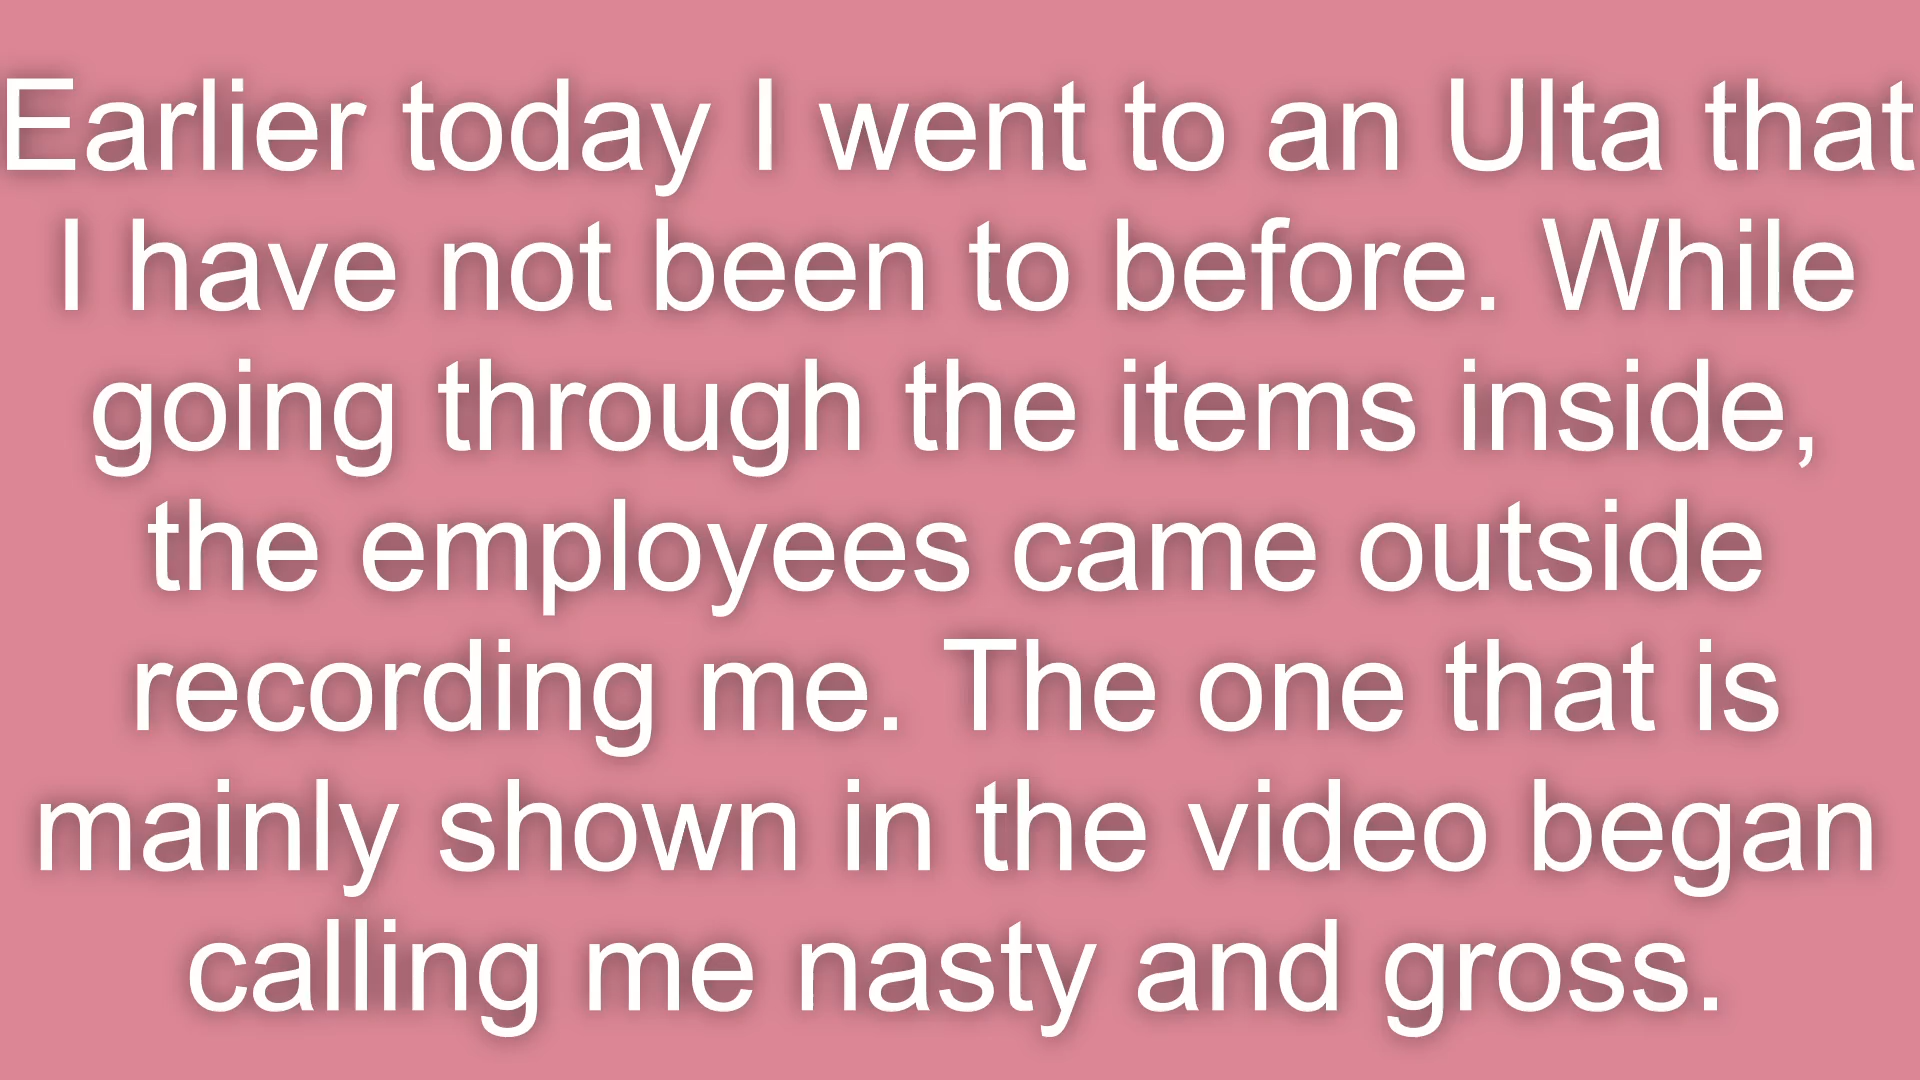 Earlier today I went to an Ulta that
I have not been to before. While
going through the items inside,
the employees came outside
recording me. The one that is
mainly shown in the video began
calling me nasty and gross.